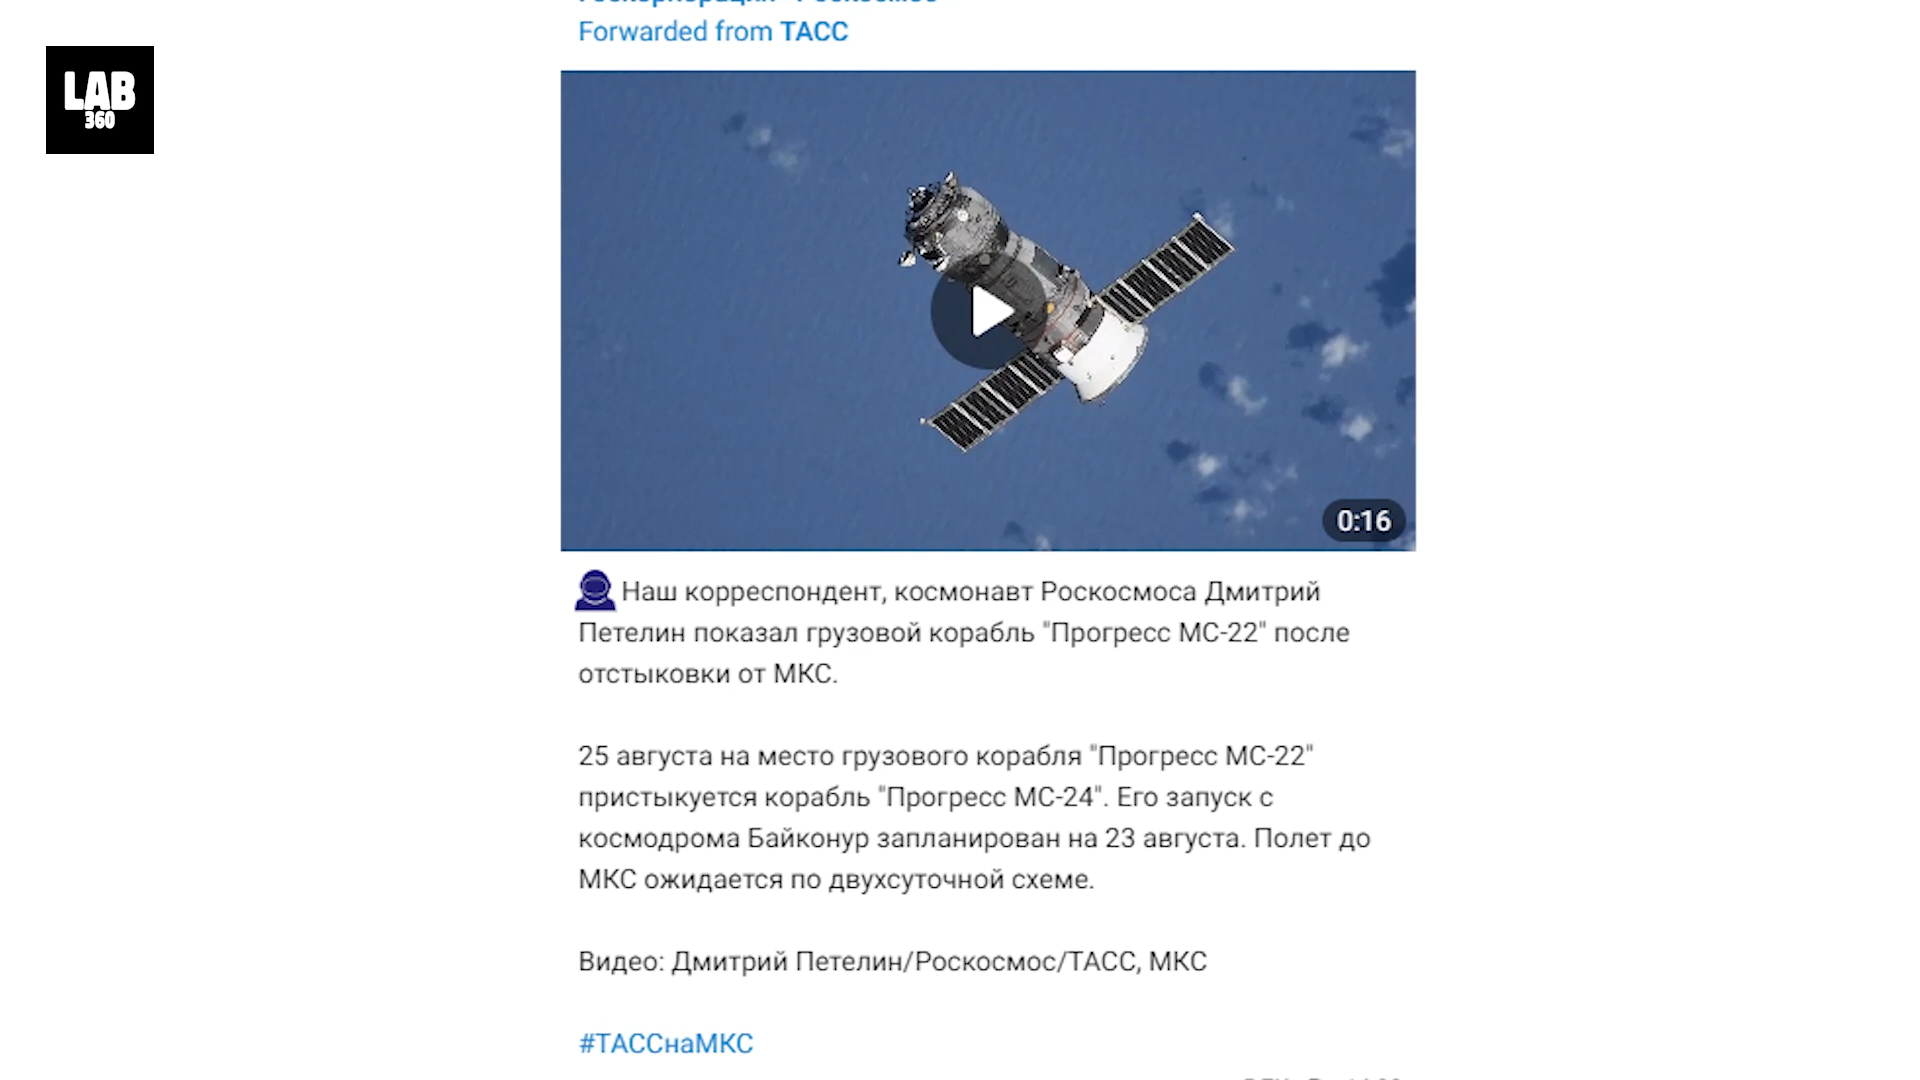 LAB
360
Госкорпорация «Роскосмос»
Forwarded from ТАСС
0:16
Наш корреспондент, космонавт Роскосмоса Дмитрий
Петелин показал грузовой корабль "Прогресс МС-22" после
отстыковки от МКС.
25 августа на место грузового корабля "Прогресс МС-22"
пристыкуется корабль "Прогресс МС-24". Его запуск с
космодрома Байконур запланирован на 23 августа. Полет до
МКС ожидается по двухсуточной схеме.
Видео: Дмитрий Петелин/Роскосмос/ТАСС, МКС
#ТАССнаМКС